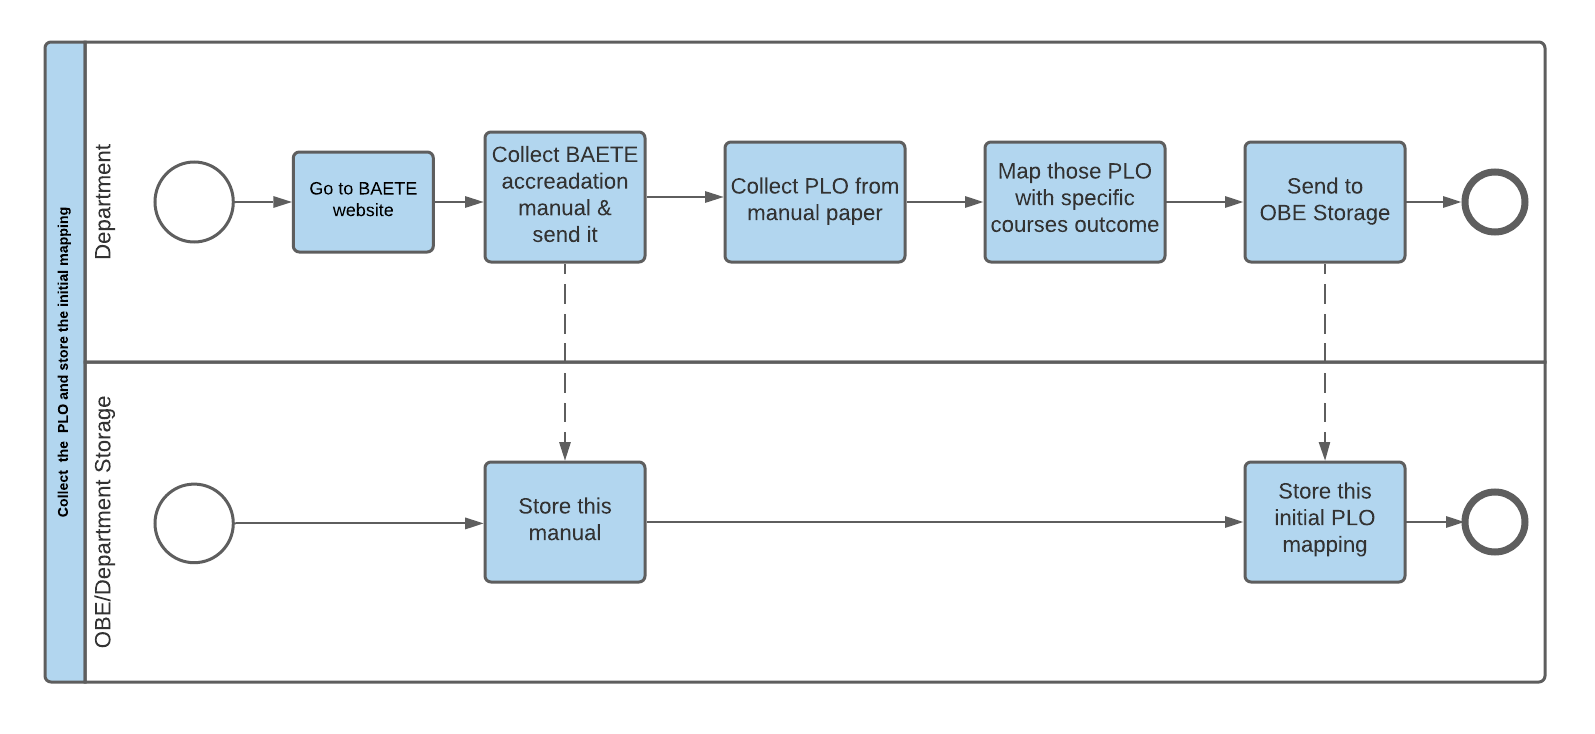 Collect the PLO and store the initial mapping
Department
Go to BAETE
website
Collect BAETE
accreadation
manual &
send it
Collect PLO from
manual paper
Map those PLO
with specific
courses outcome
Send to
OBE Storage
OBE/Department Storage
Store this
manual
Store this
initial PLO
mapping